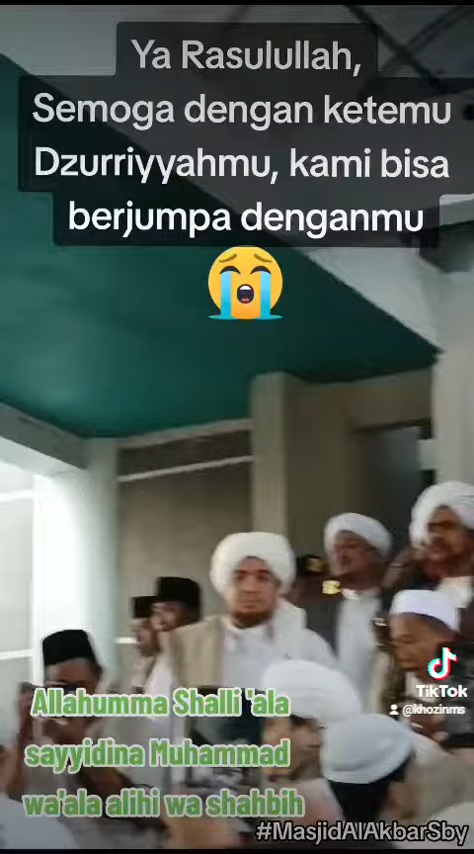 Ya Rasulullah,
Semoga dengan ketemu
Dzurriyyahmu, kami bisa
berjumpa denganmu
Allahumma Shalli 'ala
sayyidina Muhammad
wa'ala alihi wa shahbih
TikTok
@khozinms
#MasjidAlAkbarSby